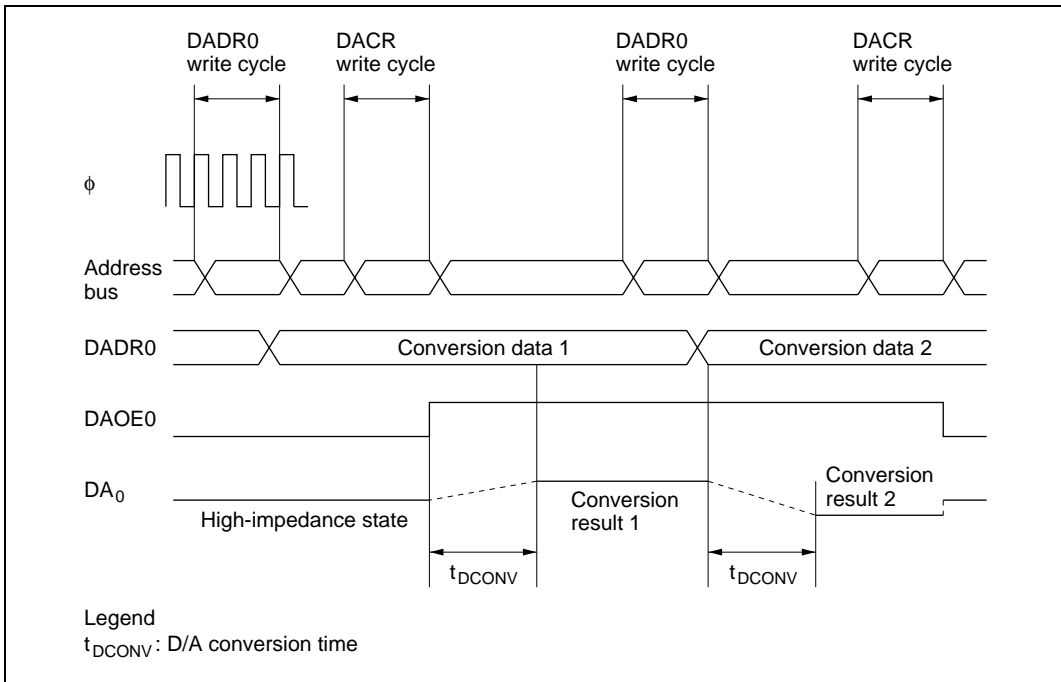 DADR0
write cycle
DACR
write cycle
DADR0
write cycle
DACR
write cycle
ϕ
Address
bus
DADR0
Conversion data 1
Conversion data 2
DAOE0
DA0
High-impedance state
Conversion
result 1
Conversion
result 2
tDCONV
tDCONV
Legend
tDCONV : D/A conversion time